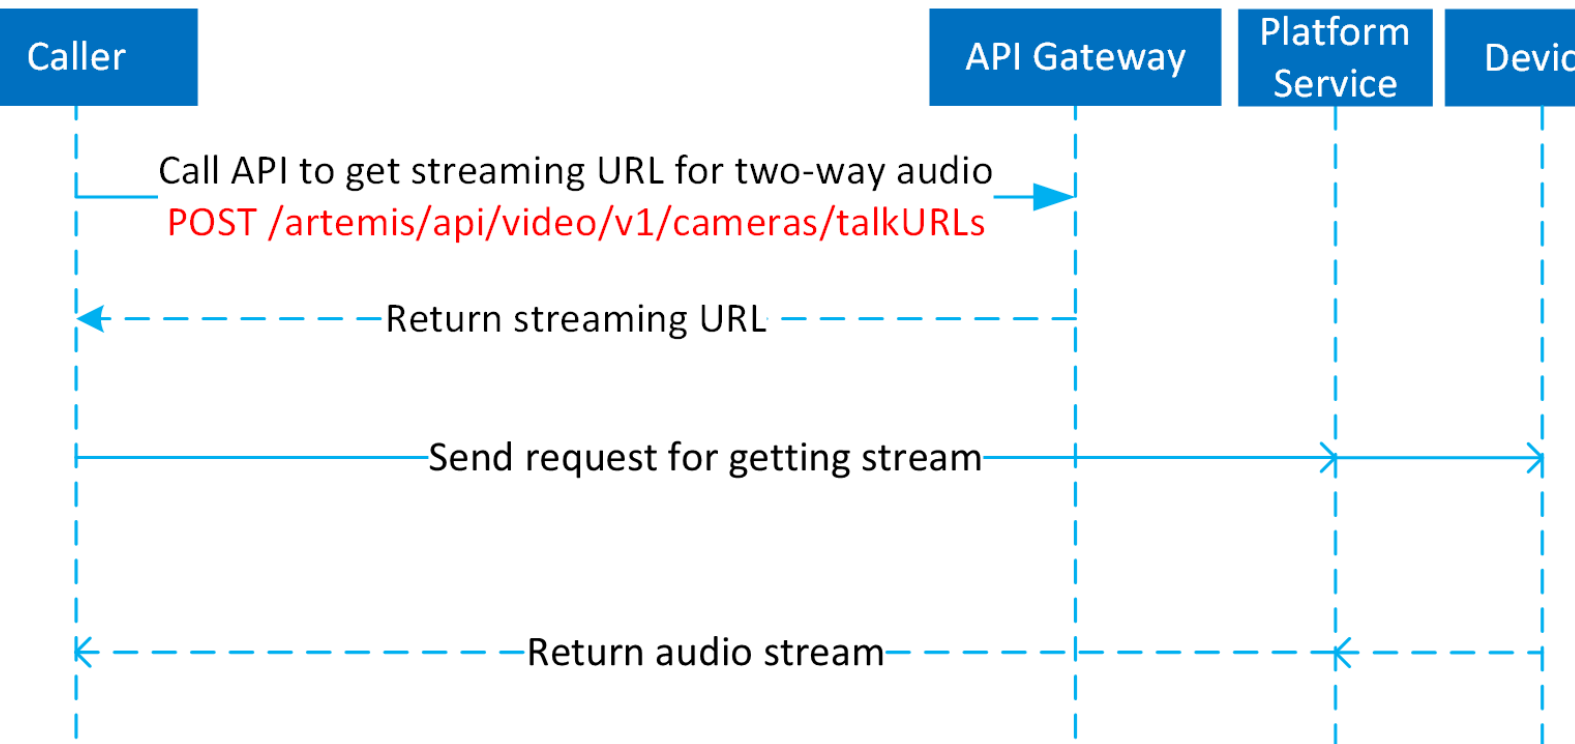 Caller
API Gateway
Platform
Service
Call API to get streaming URL for two-way audio
POST /artemis/api/video/v1/cameras/talkURLs
Return streaming URL
Send request for getting stream
Return audio stream